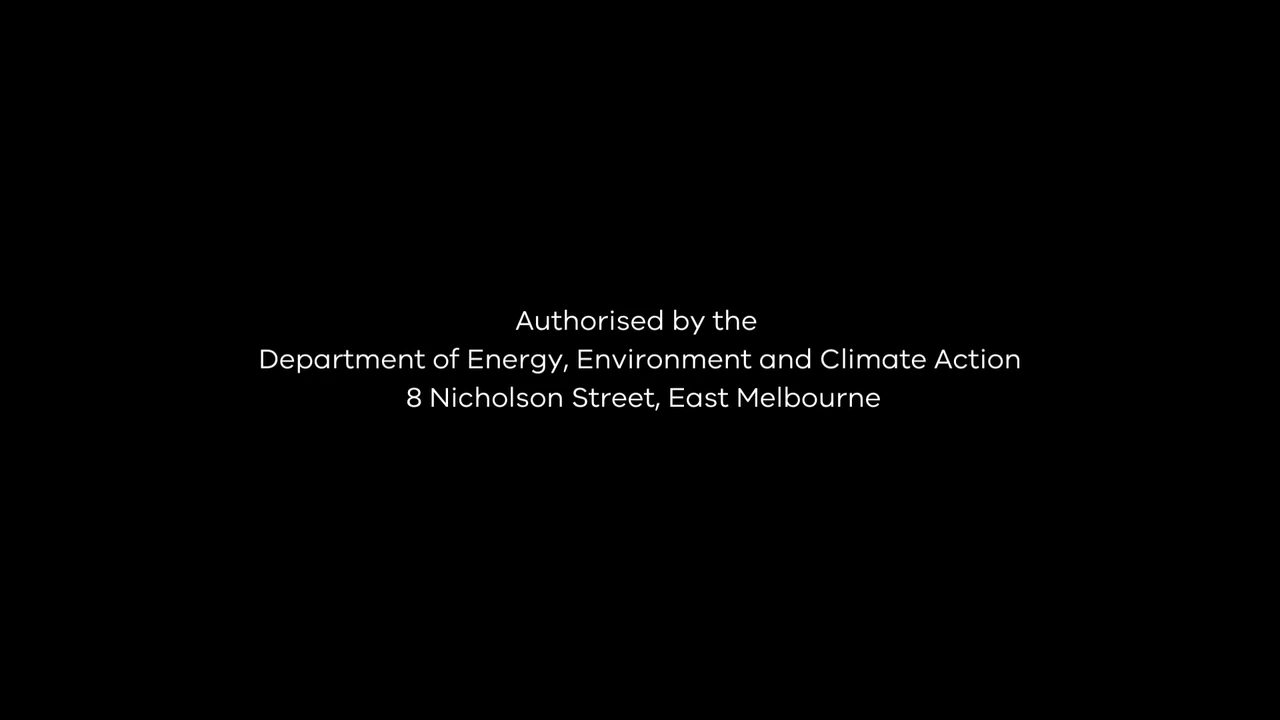 Authorised by the
Department of Energy, Environment and Climate Action
8 Nicholson Street, East Melbourne